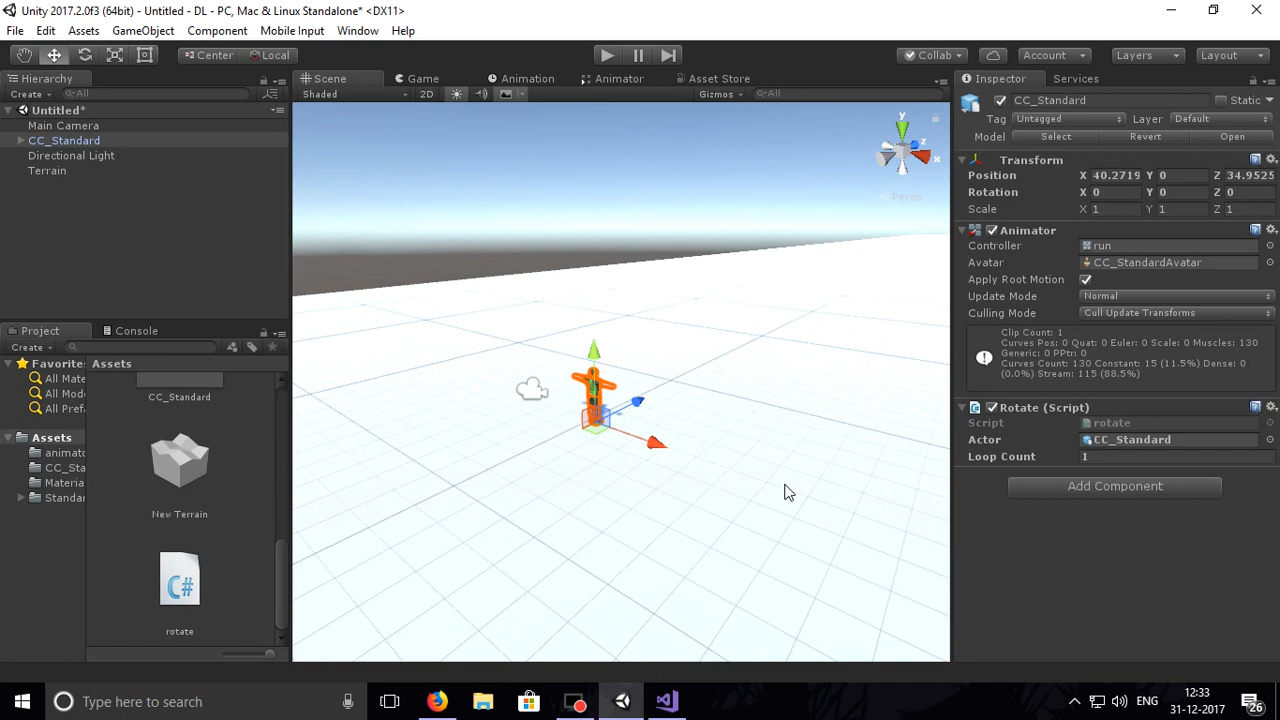 Unity 2017.2.0f3 (64bit) - Untitled - DL - PC, Mac & Linux Standalone* <DX11>
File Edit Assets GameObject Component Mobile Input Window Help
Center Local Collab Account Layers Layout
Hierarchy Scene Game Animation Animator Asset Store Inspector Services
Create All Shaded 2D Gizmos All
Untitled*
Main Camera
CC_Standard
Directional Light
Terrain
y
z
x
Persp
CC_Standard Static
Tag Untagged Layer Default
Model Select Revert Open
Transform
Position X 40.2719 Y 0 Z 34.9525
Rotation X 0 Y 0 Z 0
Scale X 1 Y 1 Z 1
Animator
Controller run
Avatar CC_StandardAvatar
Apply Root Motion
Update Mode Normal
Culling Mode Cull Update Transforms
Clip Count: 1
Curves Pos: 0 Quat: 0 Euler: 0 Scale: 0 Muscles: 130
Generic: 0 PPtr: 0
Curves Count: 130 Constant: 15 (11.5%) Dense: 0
(0.0%) Stream: 115 (88.5%)
Rotate (Script)
Script rotate
Actor CC_Standard
Loop Count 1
Add Component
Project Console
Create
Favorite
All Mate
All Mode
All Pref
Assets
animato
CC_Sta
Materia
Standar
Assets
CC_Standard
New Terrain
C#
rotate
Type here to search
ENG
12:33
31-12-2017
26